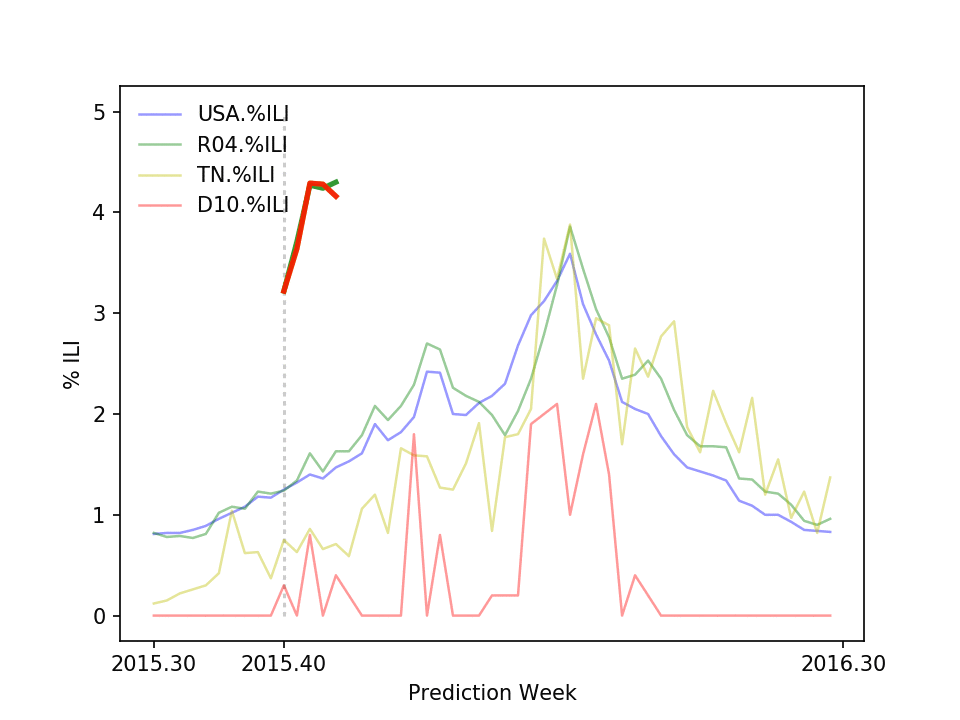 USA.%ILI
R04.%ILI
TN.%ILI
D10.%ILI
5
4
3
2
1
0
% ILI
2015.30 2015.40 2016.30
Prediction Week